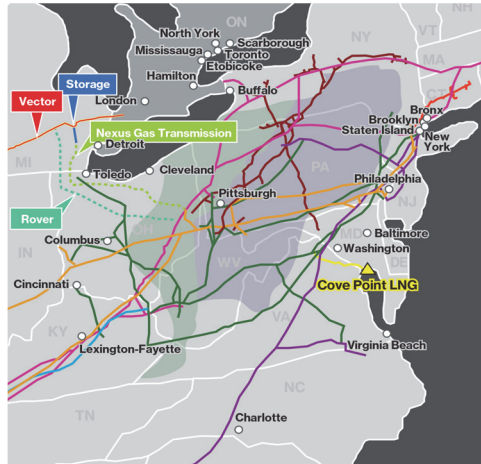 NH
ON
North York
NY
VT
Mississauga
Scarborough
Toronto
Etobicoke
MA
Hamilton
Storage
Buffalo
CT
Vector
London
Bronx
Brooklyn
Nexus Gas Transmission
Staten Island
New
York
Detroit
MI
PA
Cleveland
Toledo
Philadelphia
Pittsburgh
NJ
Rover
OH
MD
Baltimore
Columbus
Washington
IN
DE
WV
Cincinnati
Cove Point LNG
VA
KY
Virginia Beach
Lexington-Fayette
NC
TN
Charlotte